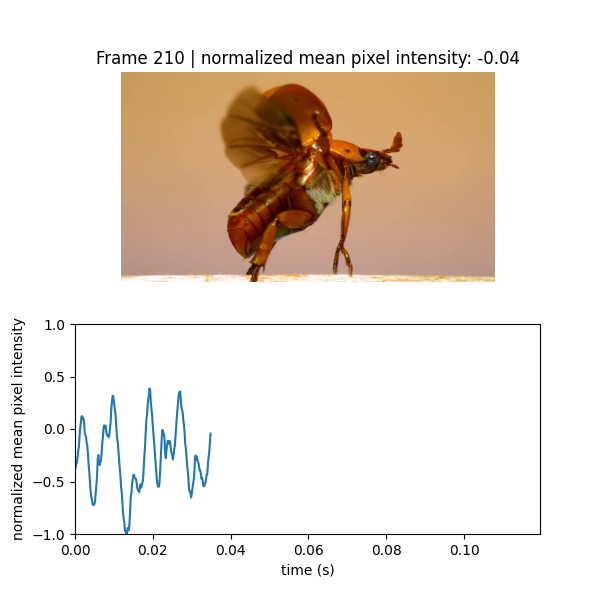 Frame 210 | normalized mean pixel intensity: -0.04
1.0
0.5
0.0
−0.5
−1.0
normalized mean pixel intensity
0.00 0.02 0.04 0.06 0.08 0.10
time (s)